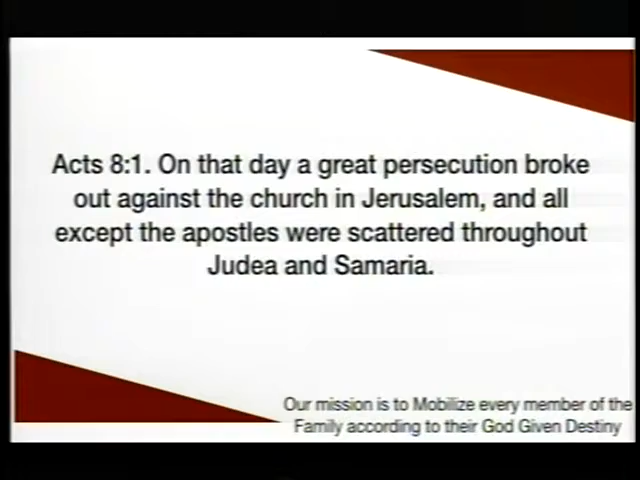 Acts 8:1. On that day a great persecution broke
out against the church in Jerusalem, and all
except the apostles were scattered throughout
Judea and Samaria.
Our mission is to Mobilize every member of the
Family according to their God Given Destiny